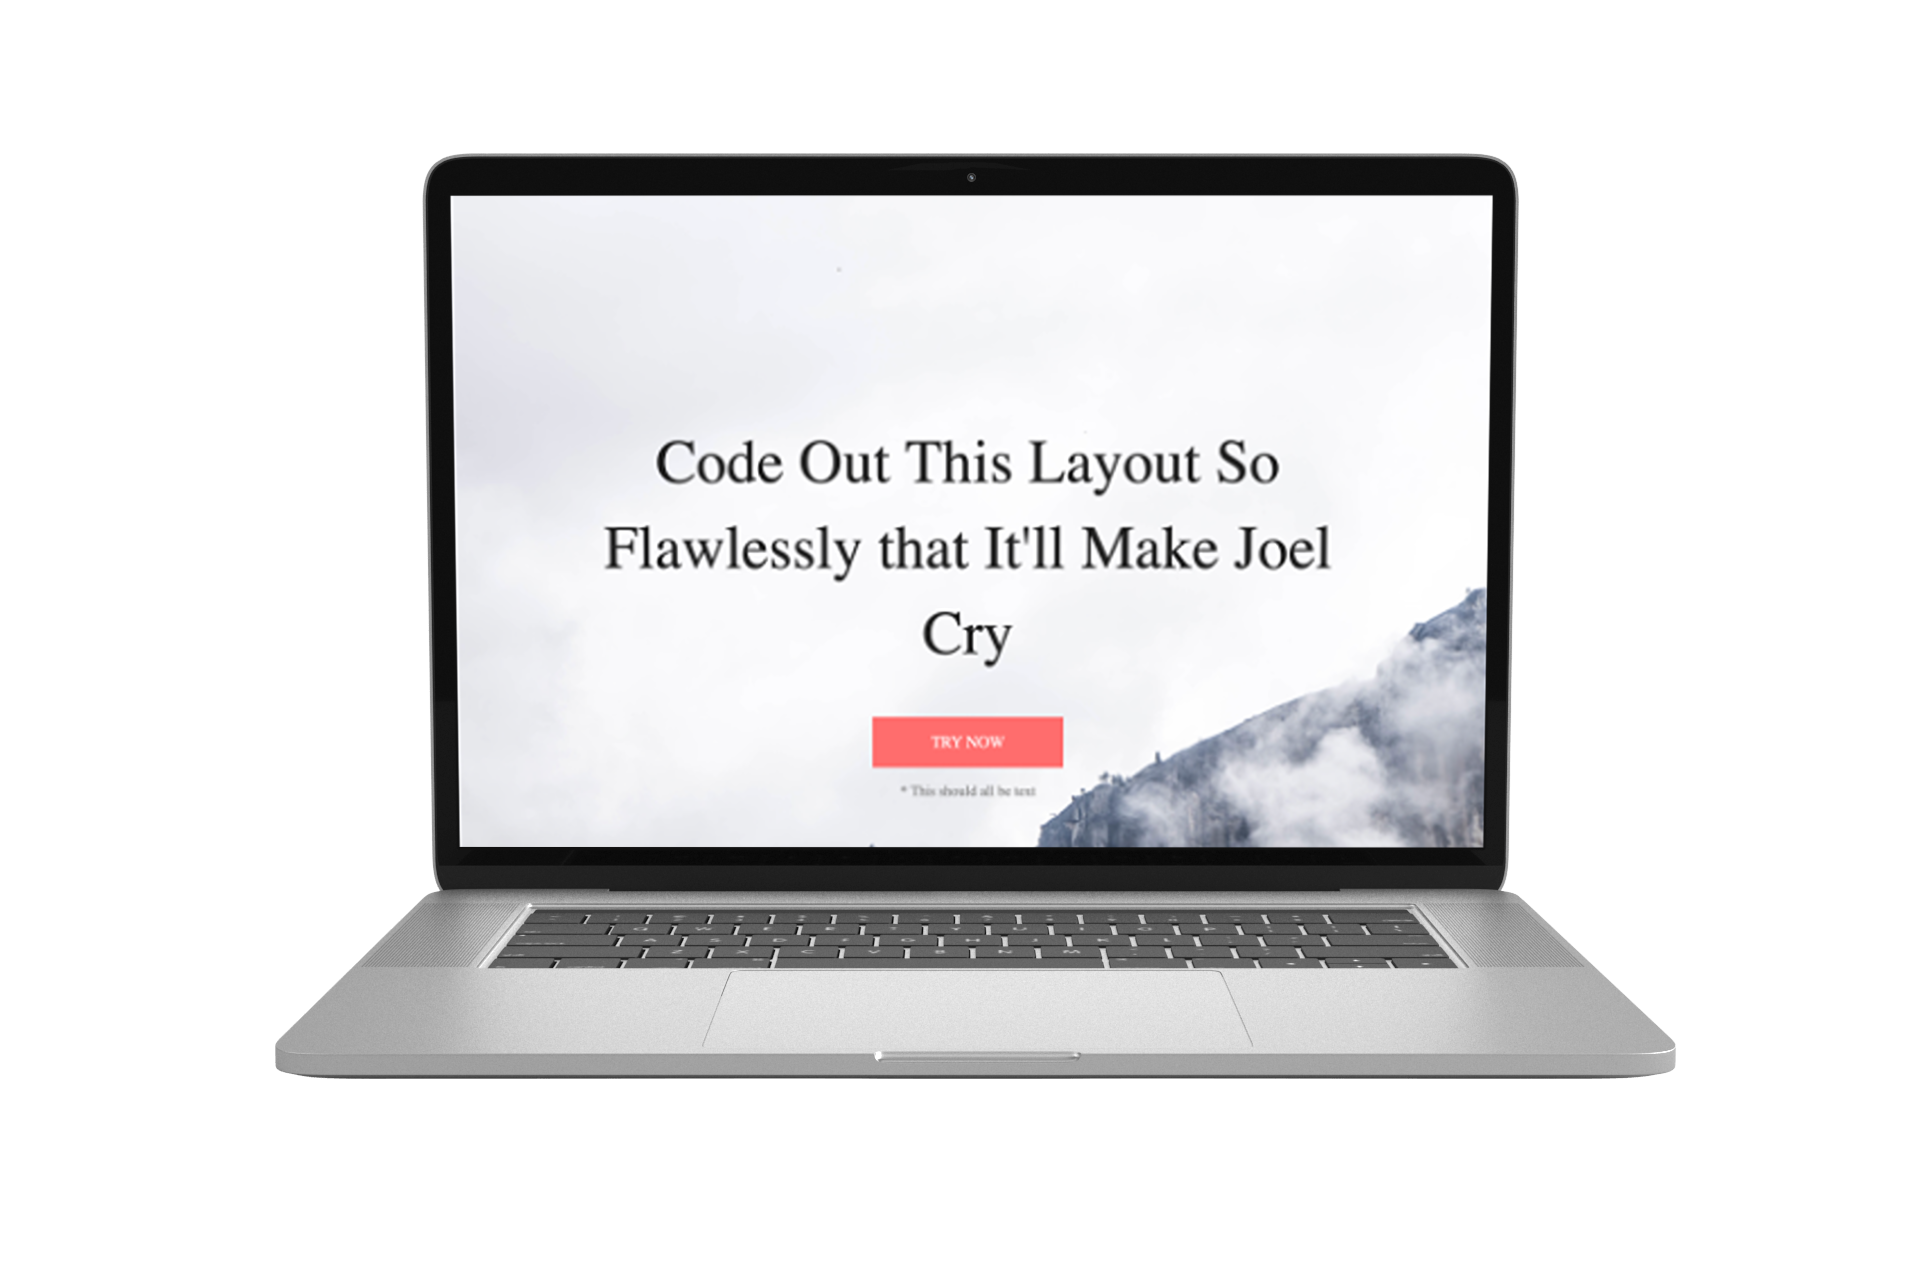 Code Out This Layout So
Flawlessly that It'll Make Joel
Cry
TRY NOW
* This should all be text